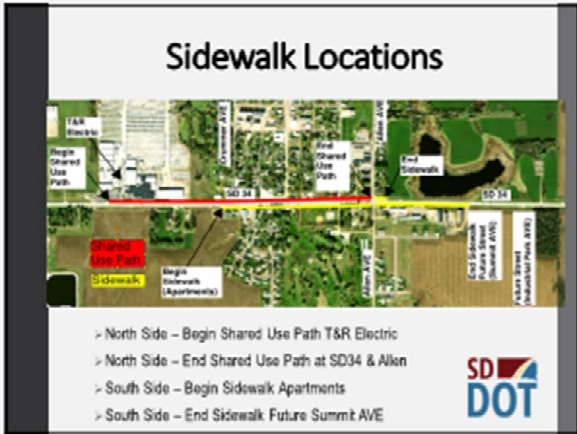 Sidewalk Locations
T&R
Electric
Begin
Shared
Use
Path
Crammer AVE
SD 34
End
Shared
Use
Path
Allen AVE
End
Sidewalk
SD 34
Shared
Use Path
Sidewalk
Begin
Sidewalk
(Apartments)
Allen AVE
End Sidewalk
Future Street
(Summit AVE)
Future Street
(Industrial Park AVE)
➢North Side – Begin Shared Use Path T&R Electric
➢North Side – End Shared Use Path at SD34 & Allen
➢South Side – Begin Sidewalk Apartments
➢South Side – End Sidewalk Future Summit AVE
SD
DOT